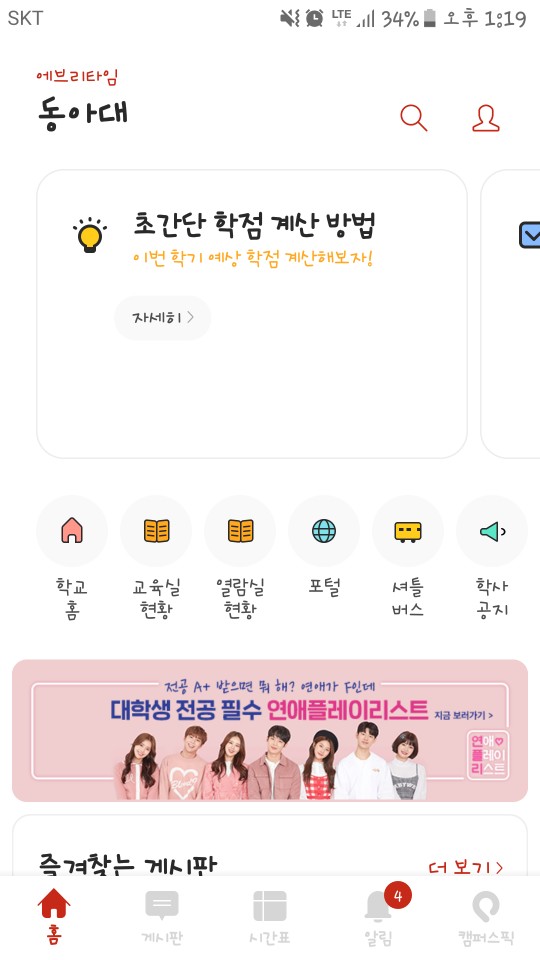 SKT LTE 34% 오후 1:19
에브리타임
동아대
초간단 학점 계산 방법
이번 학기 예상 학점 계산해보자!
자세히 >
학교 홈
교육실 현황
열람실 현황
포털
셔틀 버스
학사 공지
전공 A+ 받으면 뭐 해? 연애가 F인데
대학생 전공 필수 연애플레이리스트 지금 보러가기 >
연애
플레이
리스트
즐겨찾는 게시판 더 보기 >
4
홈 게시판 시간표 알림 캠퍼스픽